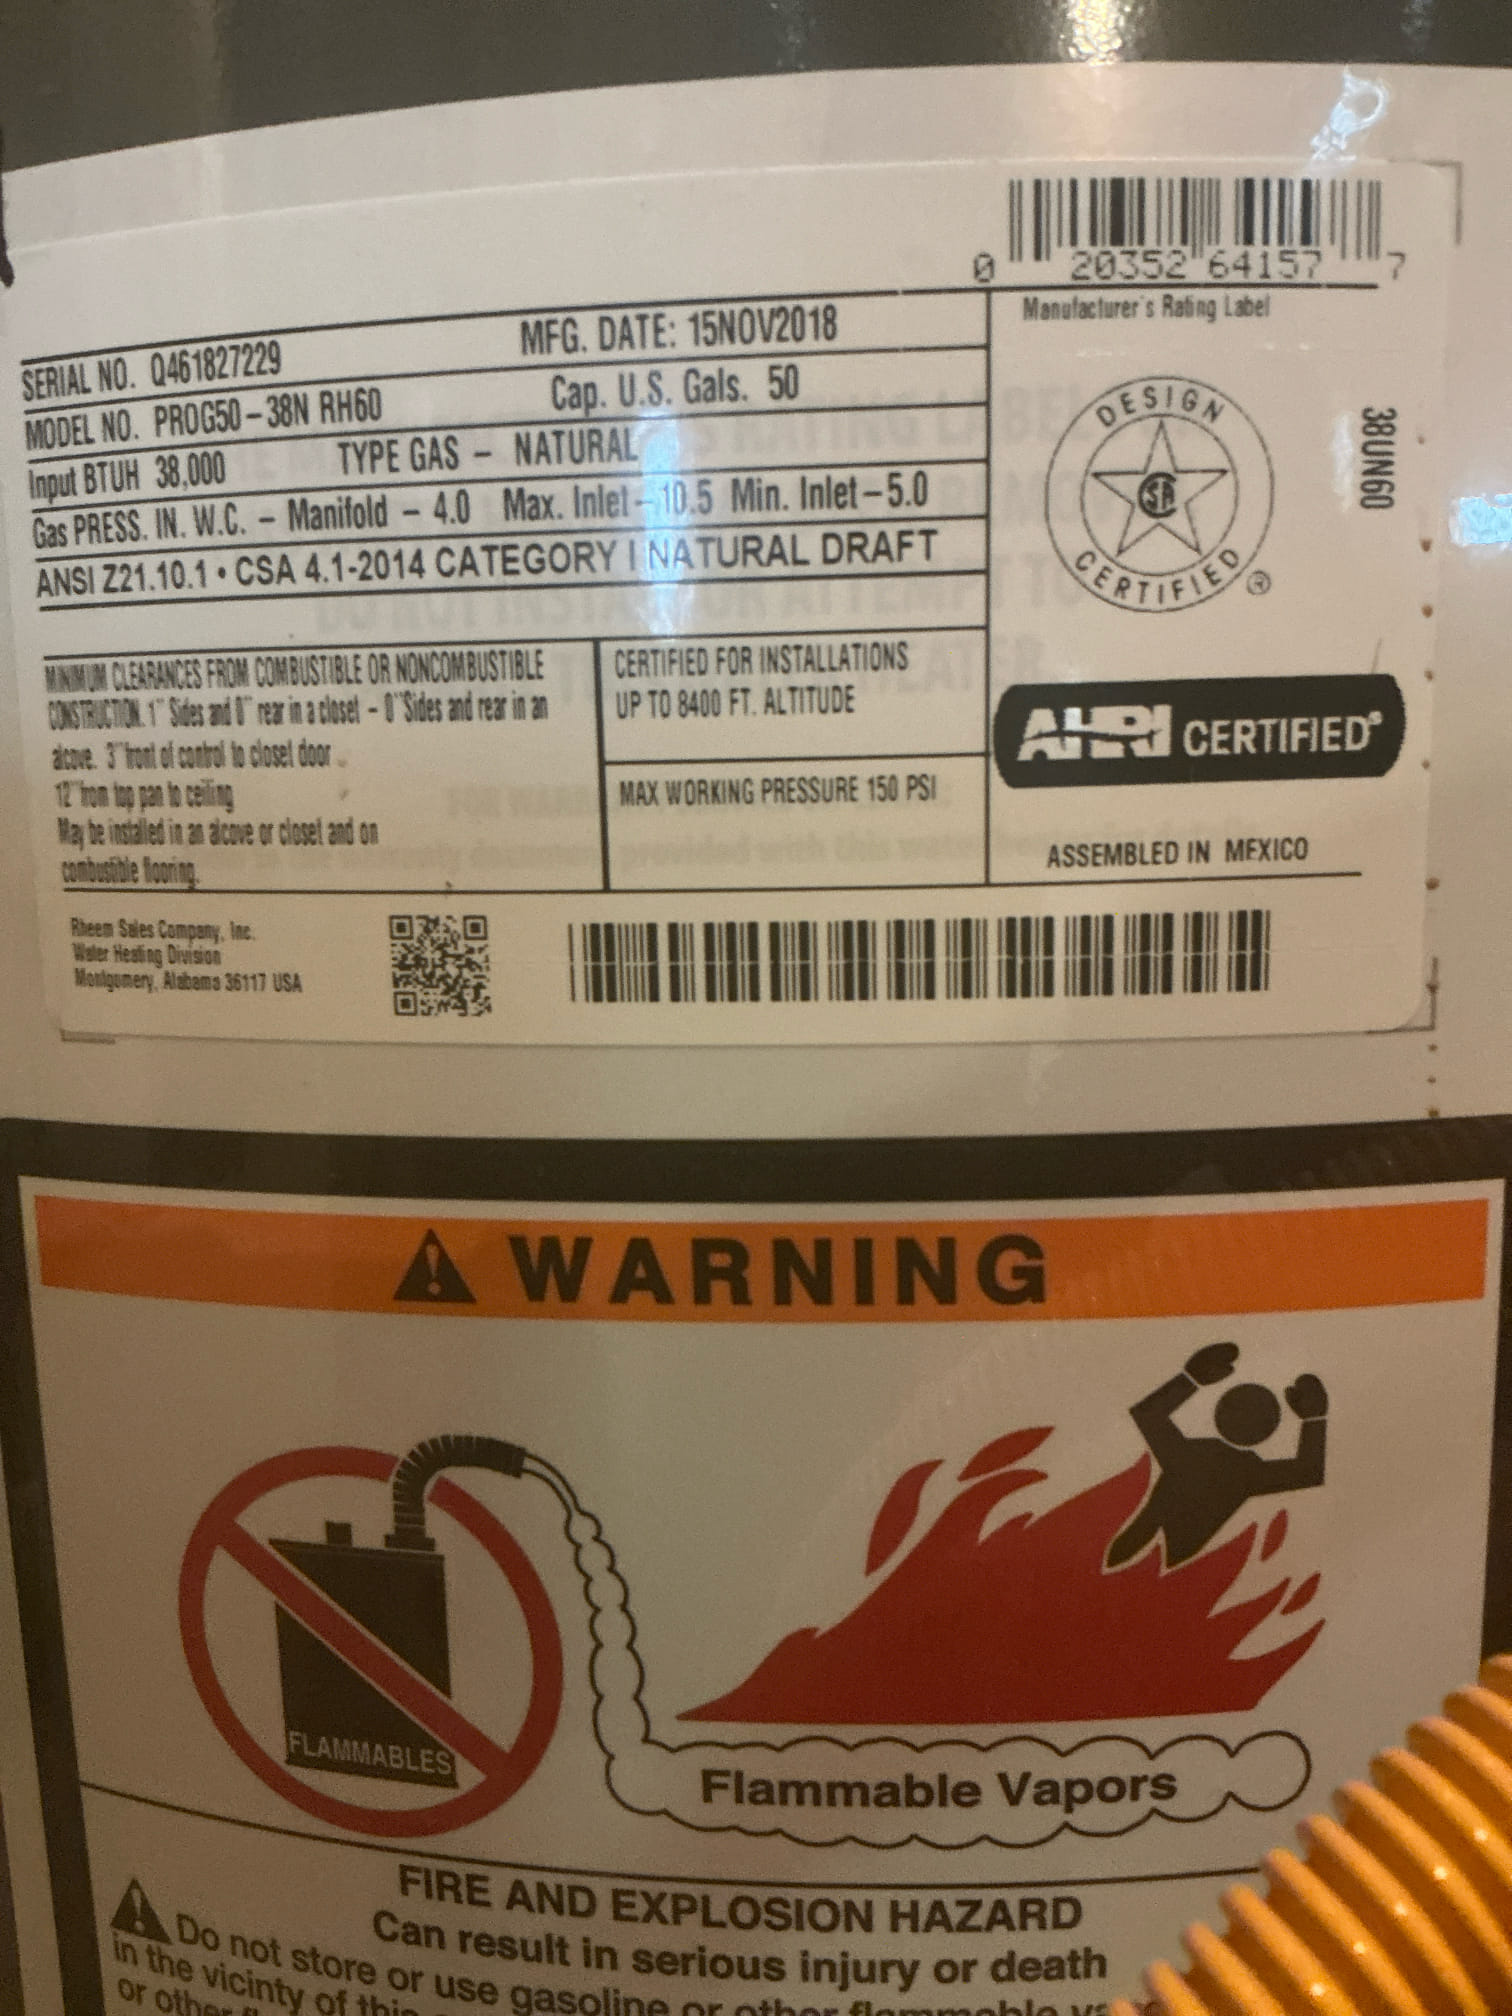 0 20352 64157 7
Manufacturer's Rating Label
SERIAL NO. Q461827229 MFG. DATE: 15NOV2018
MODEL NO. PROG50-38N RH60 Cap. U.S. Gals. 50
Input BTUH 38,000 TYPE GAS - NATURAL
Gas PRESS. IN. W.C. - Manifold - 4.0 Max. Inlet-10.5 Min. Inlet-5.0
ANSI Z21.10.1 • CSA 4.1-2014 CATEGORY I NATURAL DRAFT
DESIGN
CERTIFIED ®
38UN60
MINIMUM CLEARANCES FROM COMBUSTIBLE OR NONCOMBUSTIBLE
CONSTRUCTION. 1" Sides and 0" rear in a closet - 0" Sides and rear in an
alcove. 3" front of control to closet door
12" from top pan to ceiling
May be installed in an alcove or closet and on
combustible flooring.
CERTIFIED FOR INSTALLATIONS
UP TO 8400 FT. ALTITUDE
MAX WORKING PRESSURE 150 PSI
AHRI CERTIFIED®
ASSEMBLED IN MEXICO
Rheem Sales Company, Inc.
Water Heating Division
Montgomery, Alabama 36117 USA
WARNING
FLAMMABLES
Flammable Vapors
FIRE AND EXPLOSION HAZARD
Can result in serious injury or death
Do not store or use gasoline or other flammable
in the vicinty of this
or other